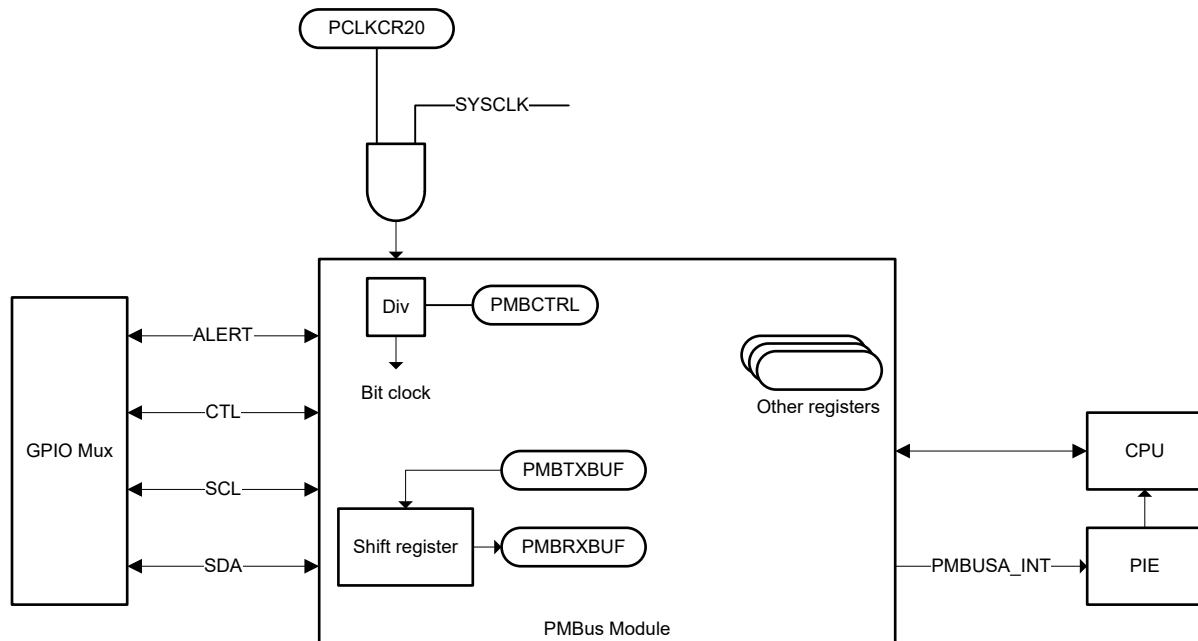 PCLKCR20
SYSCLK
Div
PMBCTRL
ALERT
Bit clock
Other registers
CTL
GPIO Mux
CPU
PMBTXBUF
SCL
Shift register
PMBRXBUF
SDA
PMBUSA_INT
PIE
PMBus Module